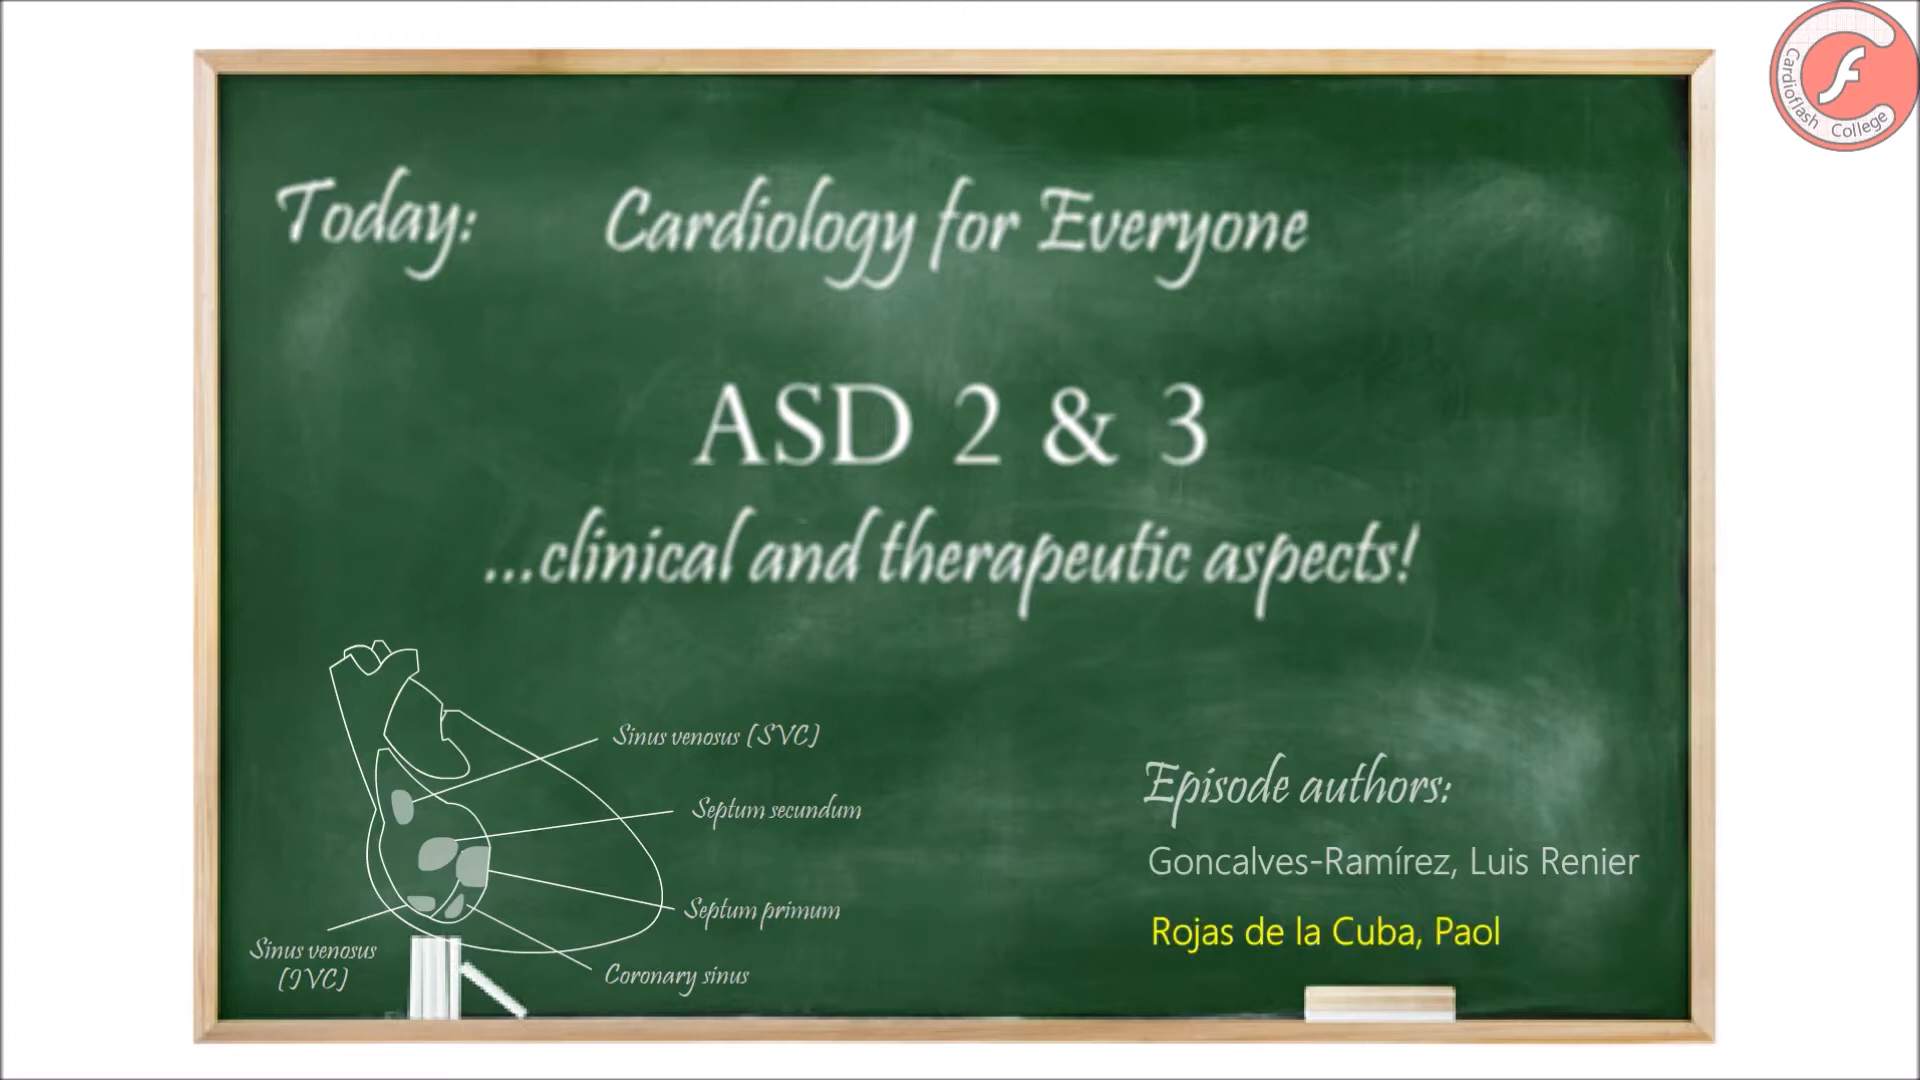 Cardioflash College
Today: Cardiology for Everyone
ASD 2 & 3
...clinical and therapeutic aspects!
Sinus venosus (SVC)
Septum secundum
Septum primum
Sinus venosus
(IVC)
Coronary sinus
Episode authors:
Goncalves-Ramírez, Luis Renier
Rojas de la Cuba, Paol